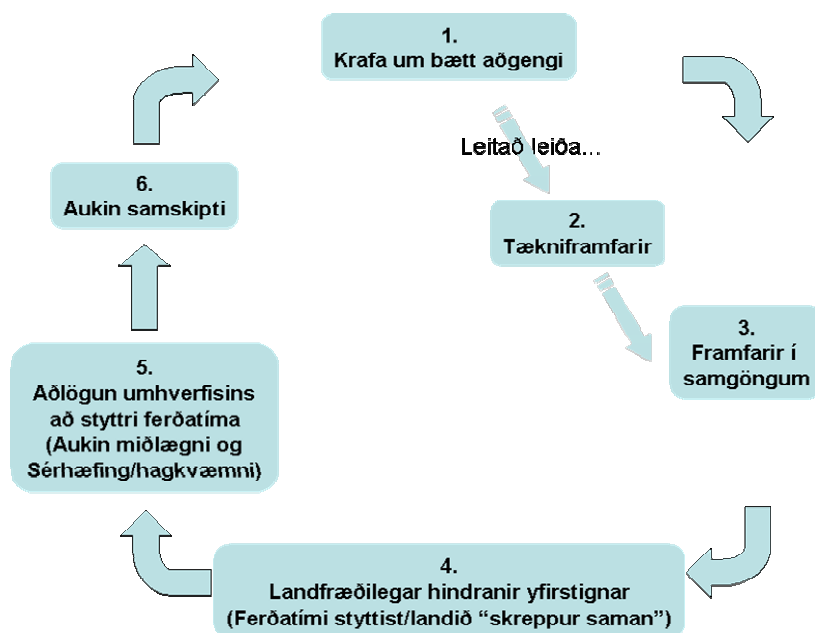 1.
Krafa um bætt aðgengi
Leitað leiða...
2.
Tækniframfarir
3.
Framfarir í
samgöngum
4.
Landfræðilegar hindranir yfirstignar
(Ferðatími styttist/landið “skreppur saman”)
5.
Aðlögun umhverfisins
að styttri ferðatíma
(Aukin miðlægni og
Sérhæfing/hagkvæmni)
6.
Aukin samskipti